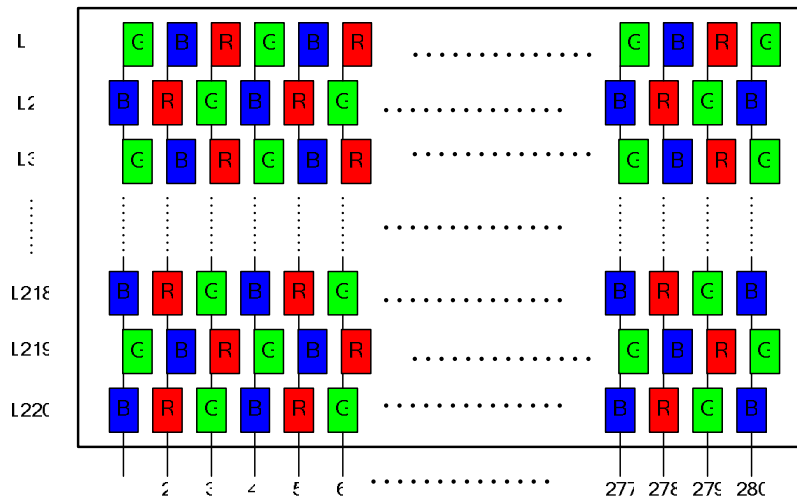 L G B R G B R G B R G
L2 B R G B R G B R G B
L3 G B R G B R G B R G
L218 B R G B R G B R G B
L219 G B R G B R G B R G
L220 B R G B R G B R G B
2 3 4 5 6 277 278 279 280